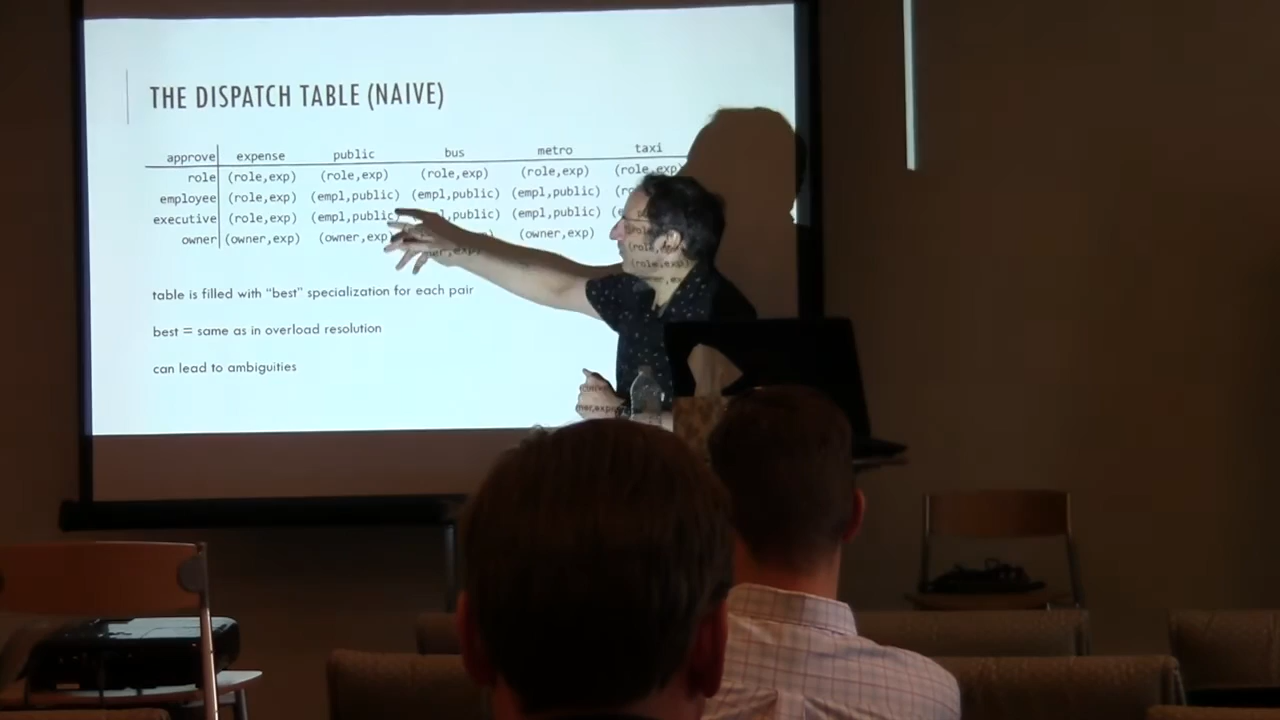 THE DISPATCH TABLE (NAIVE)
approve expense public bus metro taxi
role (role,exp) (role,exp) (role,exp) (role,exp) (role,exp)
employee (role,exp) (empl,public) (empl,public) (empl,public)
executive (role,exp) (empl,public) (empl,public)
owner (owner,exp) (owner,exp) (owner,exp)
table is filled with “best” specialization for each pair
best = same as in overload resolution
can lead to ambiguities